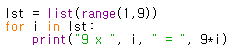 lst = list(range(1,9))
for i in lst:
    print("9 x ", i, " = ", 9*i)